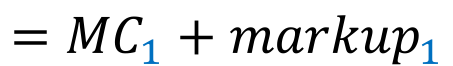 = MC₁ + markup₁